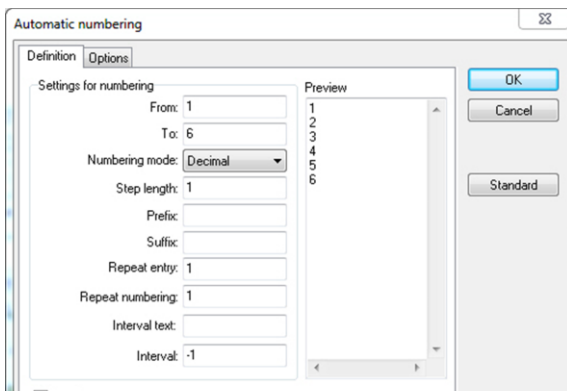 Automatic numbering
Definition
Options
Settings for numbering
From: 1
To: 6
Numbering mode: Decimal
Step length: 1
Prefix:
Suffix:
Repeat entry: 1
Repeat numbering: 1
Interval text:
Interval: -1
Preview
1
2
3
4
5
6
OK
Cancel
Standard